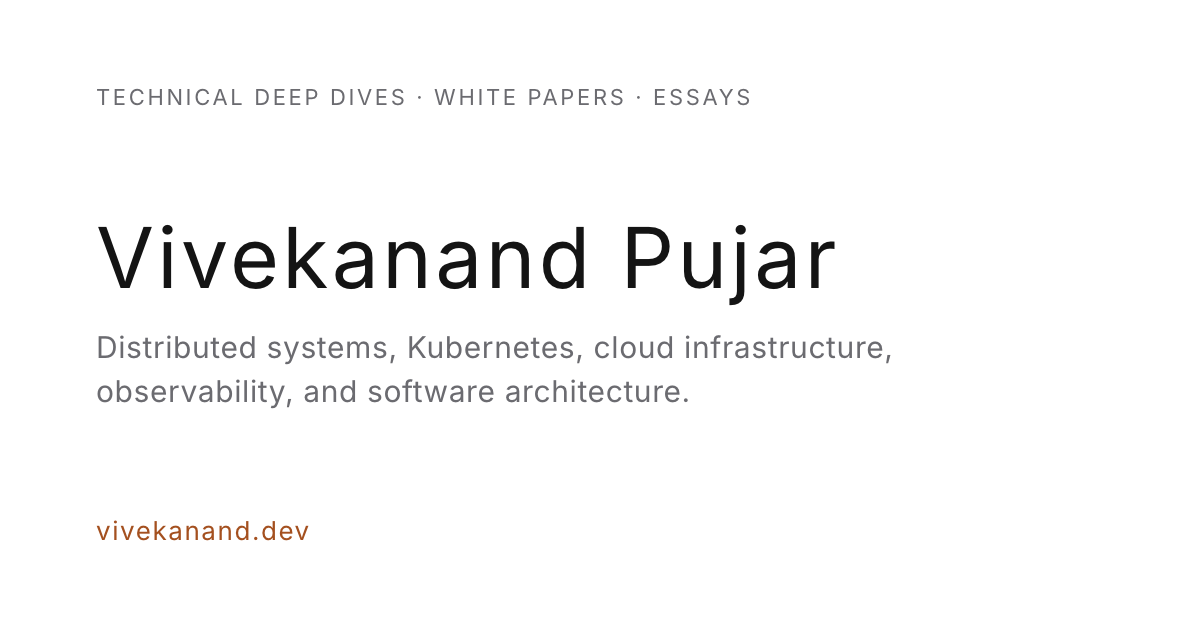 TECHNICAL DEEP DIVES · WHITE PAPERS · ESSAYS
Vivekanand Pujar
Distributed systems, Kubernetes, cloud infrastructure,
observability, and software architecture.
vivekanand.dev